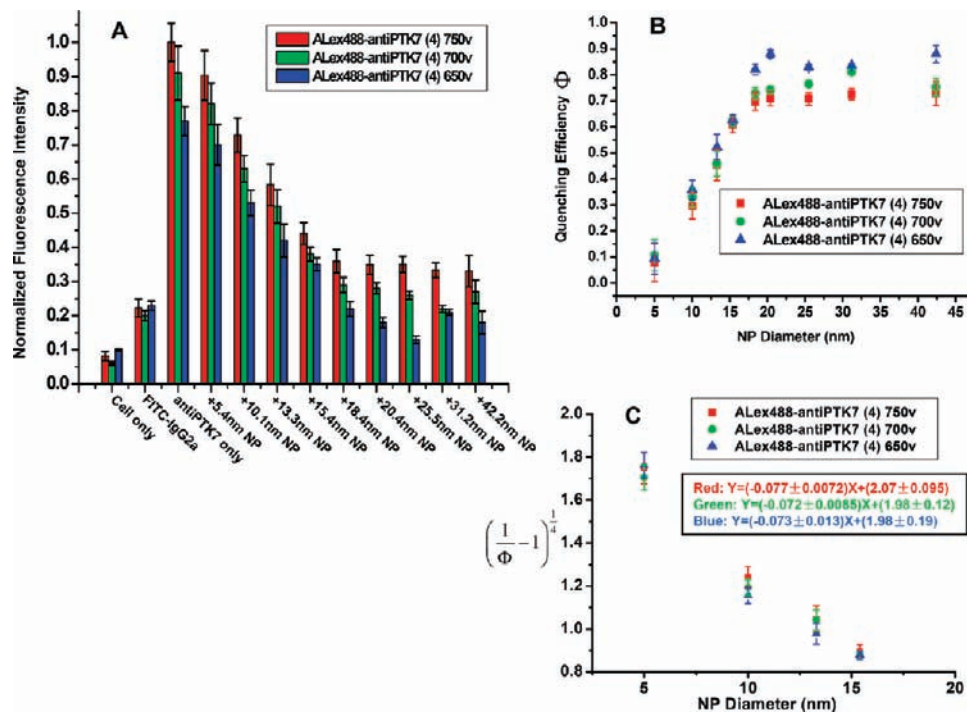 A
ALex488-antiPTK7 (4) 750v
ALex488-antiPTK7 (4) 700v
ALex488-antiPTK7 (4) 650v
Normalized Fluorescence Intensity
1.0
0.9
0.8
0.7
0.6
0.5
0.4
0.3
0.2
0.1
0.0
Cell only
FITC-IgG2a
antiPTK7 only
+5.4nm NP
+10.1nm NP
+13.3nm NP
+15.4nm NP
+18.4nm NP
+20.4nm NP
+25.5nm NP
+31.2nm NP
+42.2nm NP
B
Quenching Efficiency Φ
1.0
0.9
0.8
0.7
0.6
0.5
0.4
0.3
0.2
0.1
0.0
ALex488-antiPTK7 (4) 750v
ALex488-antiPTK7 (4) 700v
ALex488-antiPTK7 (4) 650v
0 5 10 15 20 25 30 35 40 45
NP Diameter (nm)
C
ALex488-antiPTK7 (4) 750v
ALex488-antiPTK7 (4) 700v
ALex488-antiPTK7 (4) 650v
Red: Y=(-0.077±0.0072)X+(2.07±0.095)
Green: Y=(-0.072±0.0085)X+(1.98±0.12)
Blue: Y=(-0.073±0.013)X+(1.98±0.19)
(1/Φ −1)^1/4
2.0
1.8
1.6
1.4
1.2
1.0
0.8
5 10 15 20
NP Diameter (nm)